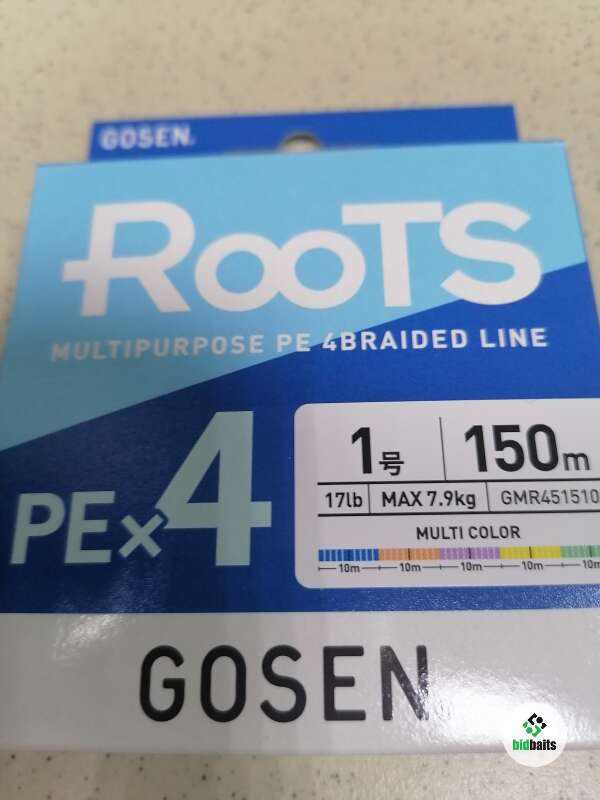 GOSEN®
RooTS
MULTIPURPOSE PE 4BRAIDED LINE
PE×4
1号 150m
17lb MAX 7.9kg GMR451510
MULTI COLOR
10m 10m 10m 10m 10m
GOSEN
bidbaits